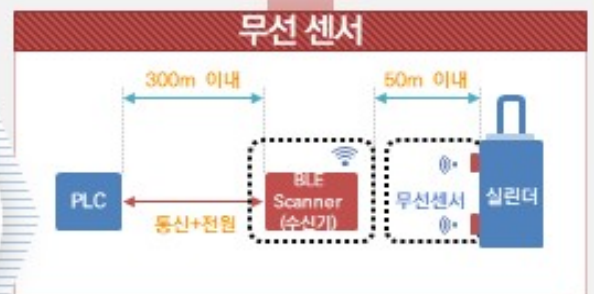 무선 센서
300m 이내
50m 이내
PLC
통신+전원
BLE
Scanner
(수신기)
무선센서
실린더